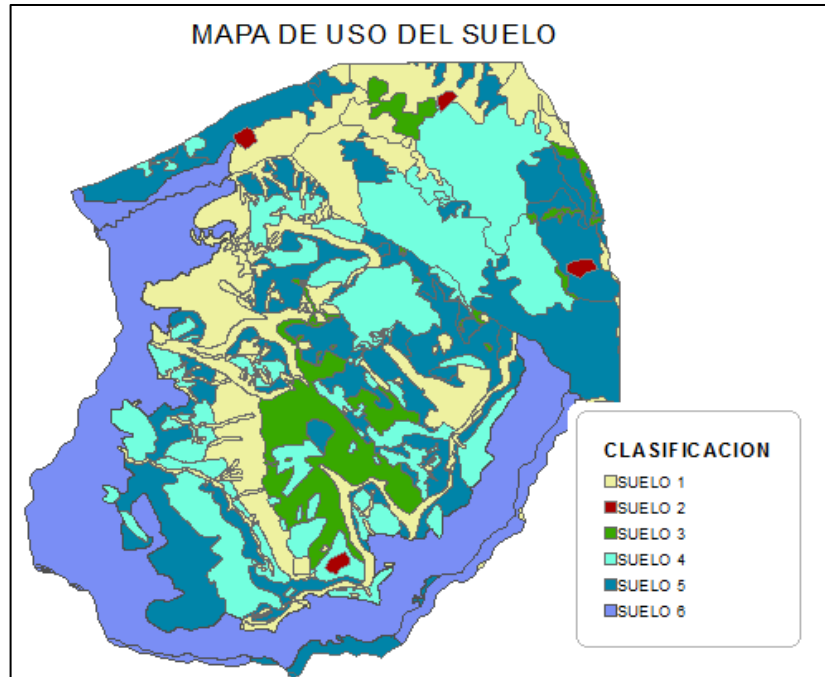 MAPA DE USO DEL SUELO
CLASIFICACION
SUELO 1
SUELO 2
SUELO 3
SUELO 4
SUELO 5
SUELO 6